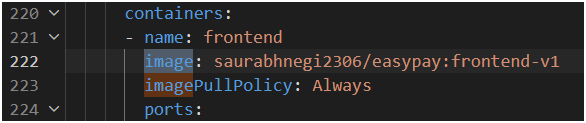 220 containers:
221 - name: frontend
222 image: saurabhnegi2306/easypay:frontend-v1
223 imagePullPolicy: Always
224 ports: